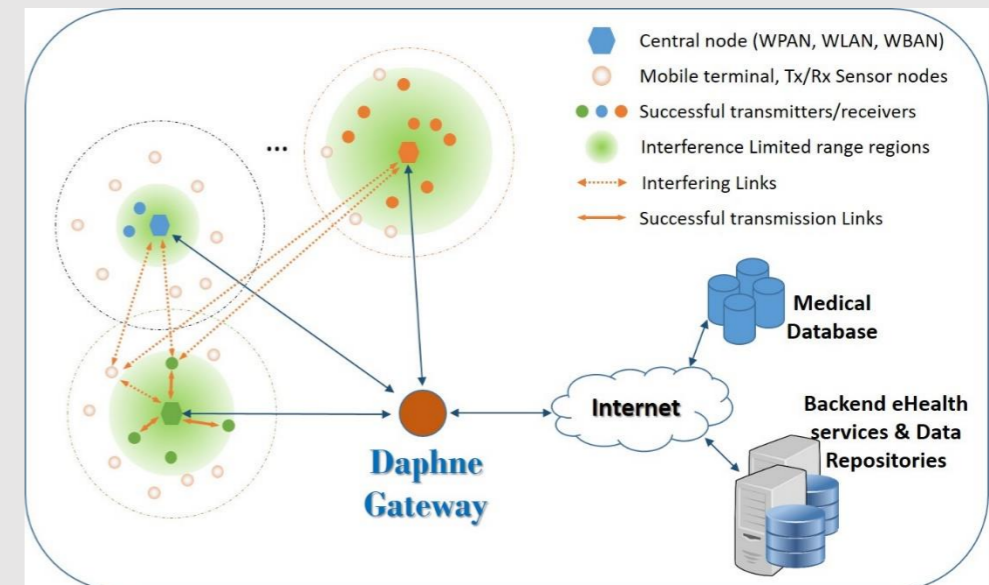 Central node (WPAN, WLAN, WBAN)
Mobile terminal, Tx/Rx Sensor nodes
Successful transmitters/receivers
Interference Limited range regions
Interfering Links
Successful transmission Links
...
Medical
Database
Internet
Backend eHealth
services & Data
Repositories
Daphne
Gateway